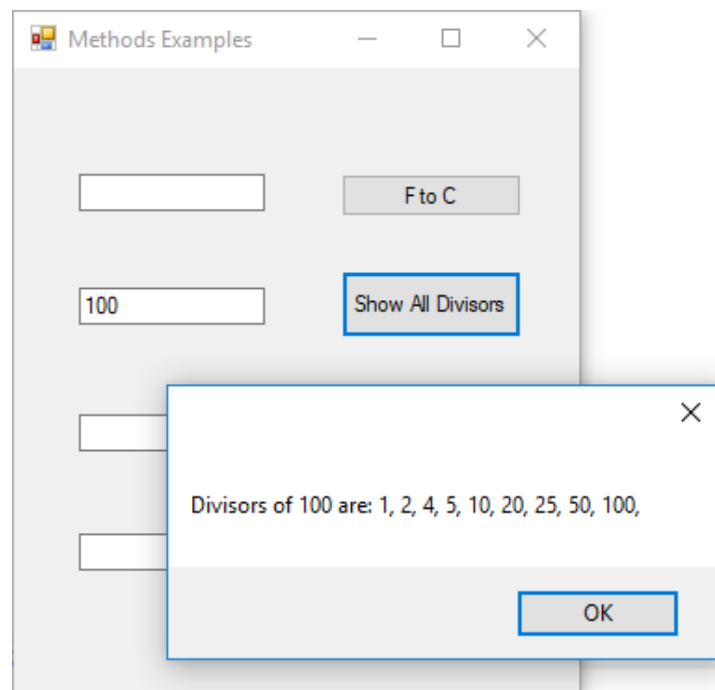 Methods Examples
F to C
100
Show All Divisors
Divisors of 100 are: 1, 2, 4, 5, 10, 20, 25, 50, 100,
OK